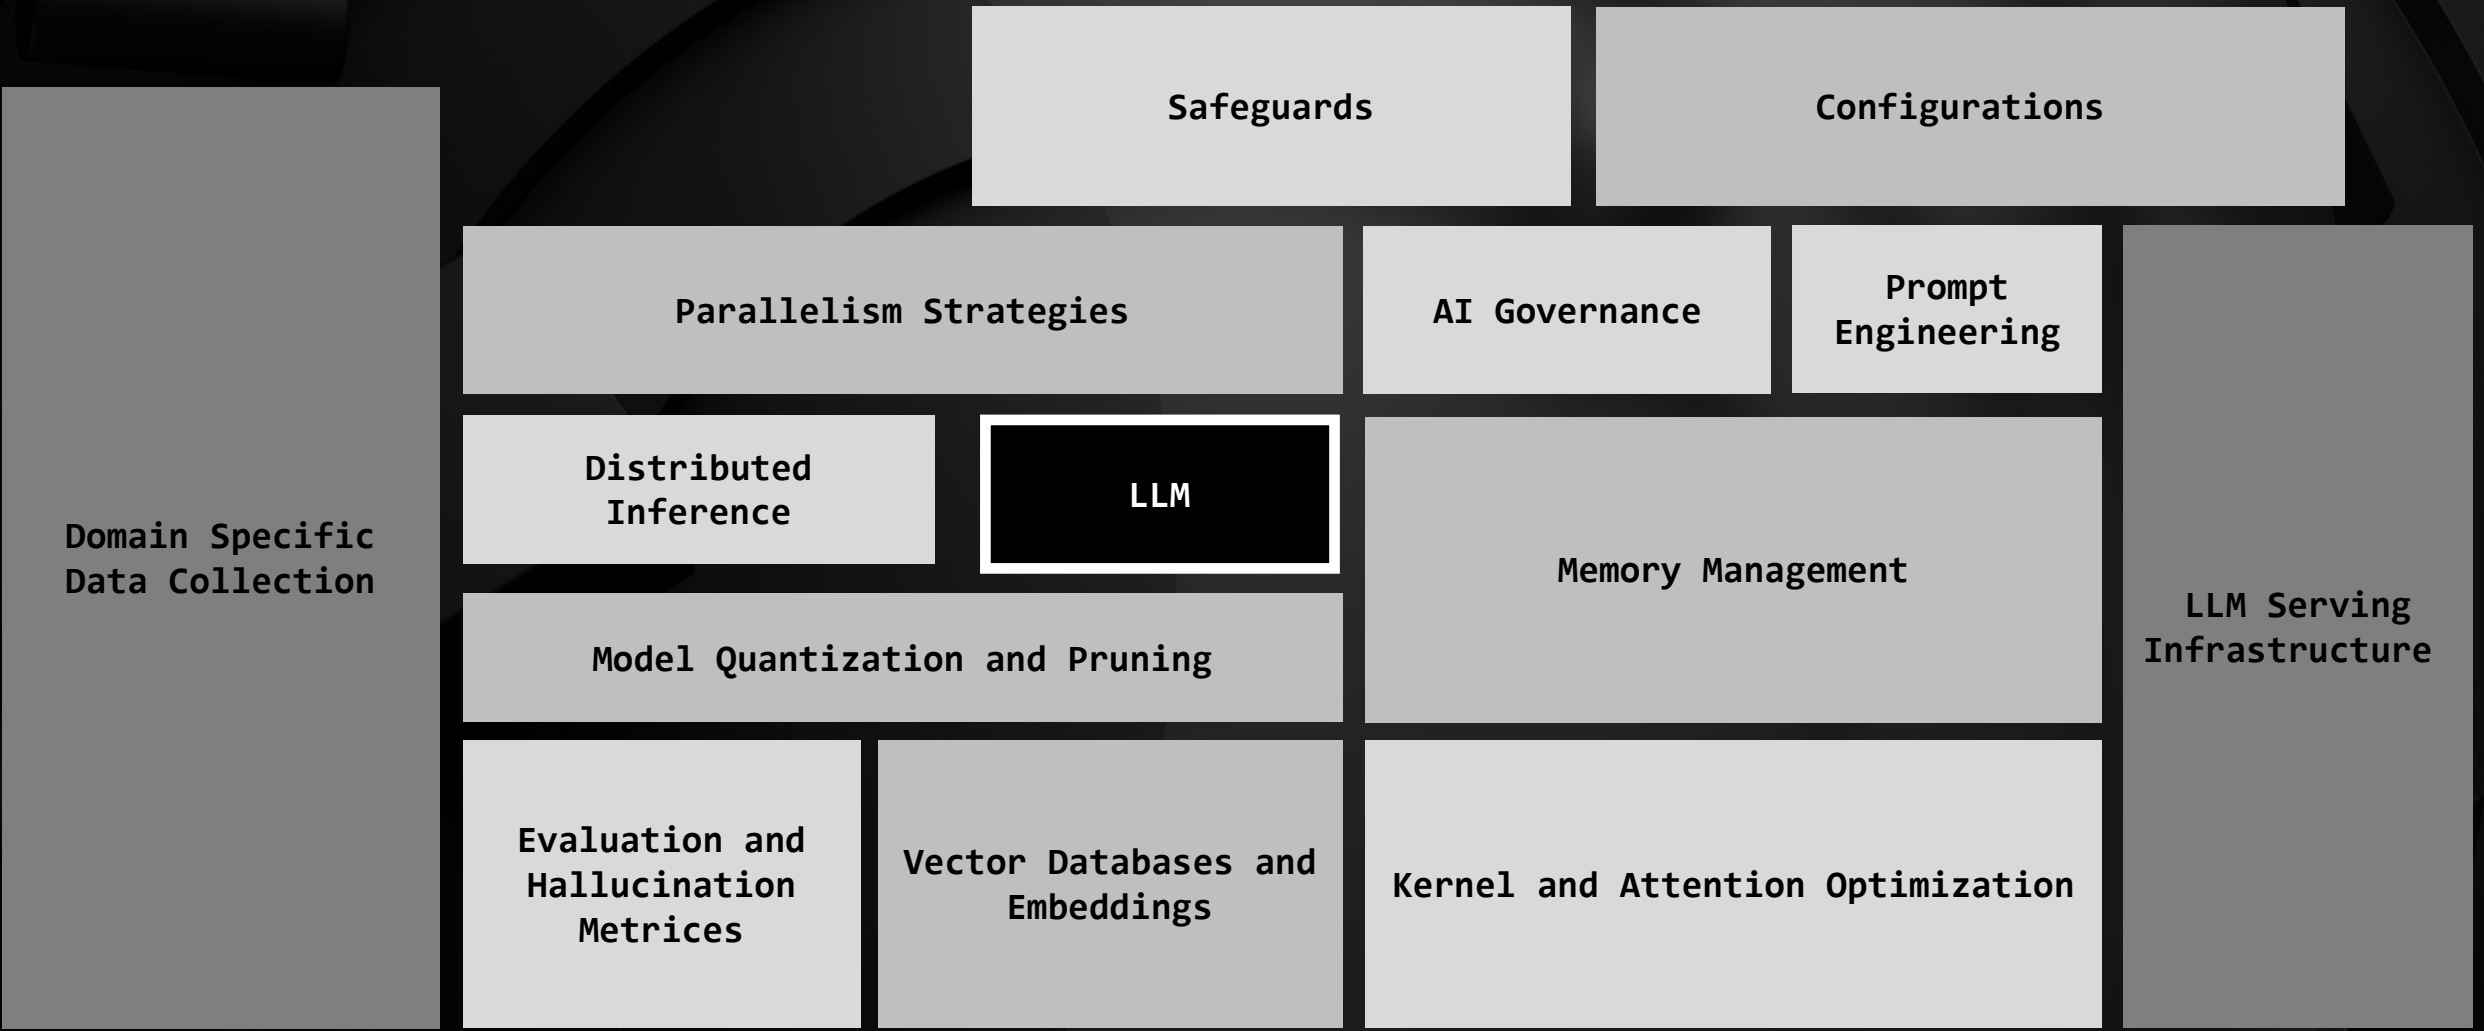 Safeguards
Configurations
Domain Specific
Data Collection
Parallelism Strategies
AI Governance
Prompt
Engineering
Distributed
Inference
LLM
Memory Management
LLM Serving
Infrastructure
Model Quantization and Pruning
Evaluation and
Hallucination
Metrices
Vector Databases and
Embeddings
Kernel and Attention Optimization